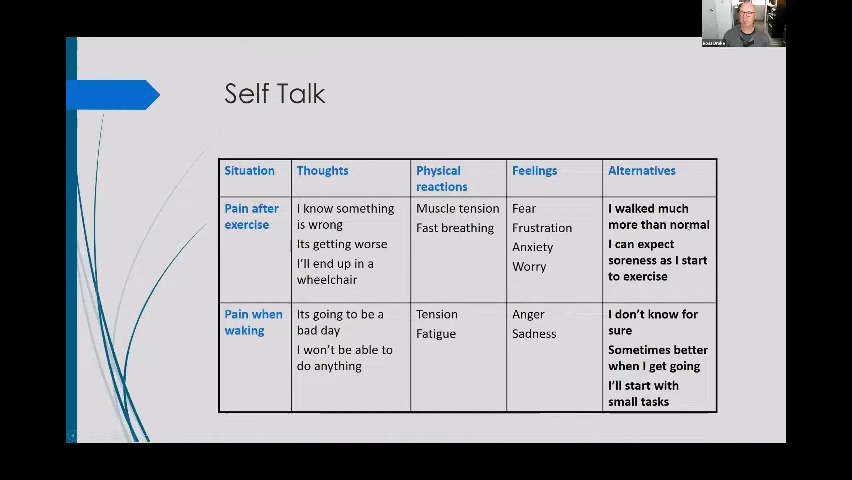 Ross Drake
Self Talk
Situation
Thoughts
Physical
reactions
Feelings
Alternatives
Pain after
exercise
I know something
is wrong
Its getting worse
I'll end up in a
wheelchair
Muscle tension
Fast breathing
Fear
Frustration
Anxiety
Worry
I walked much
more than normal
I can expect
soreness as I start
to exercise
Pain when
waking
Its going to be a
bad day
I won't be able to
do anything
Tension
Fatigue
Anger
Sadness
I don't know for
sure
Sometimes better
when I get going
I'll start with
small tasks